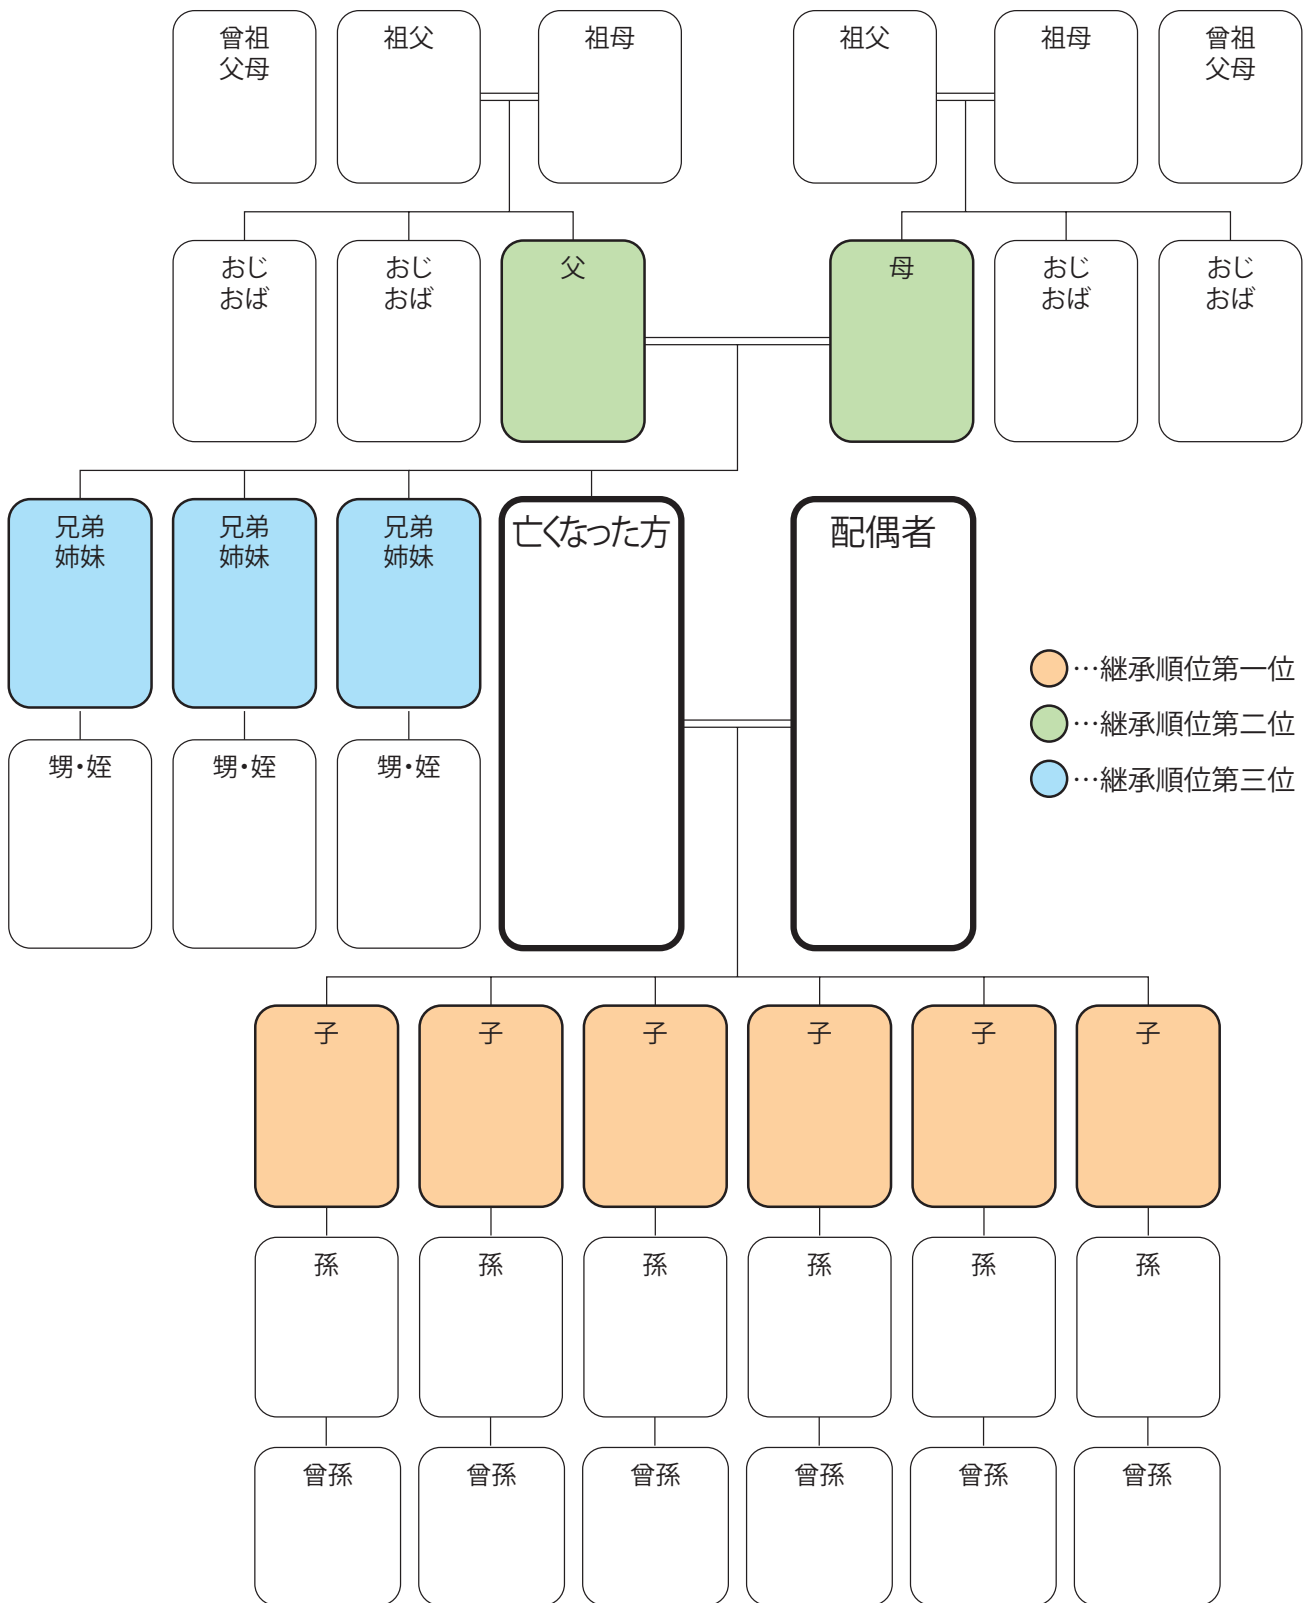 曾祖
父母
祖父
祖母
祖父
祖母
曾祖
父母
おじ
おば
おじ
おば
父
母
おじ
おば
おじ
おば
兄弟
姉妹
兄弟
姉妹
兄弟
姉妹
亡くなった方
配偶者
…継承順位第一位
…継承順位第二位
…継承順位第三位
甥・姪
甥・姪
甥・姪
子
子
子
子
子
子
孫
孫
孫
孫
孫
孫
曾孫
曾孫
曾孫
曾孫
曾孫
曾孫